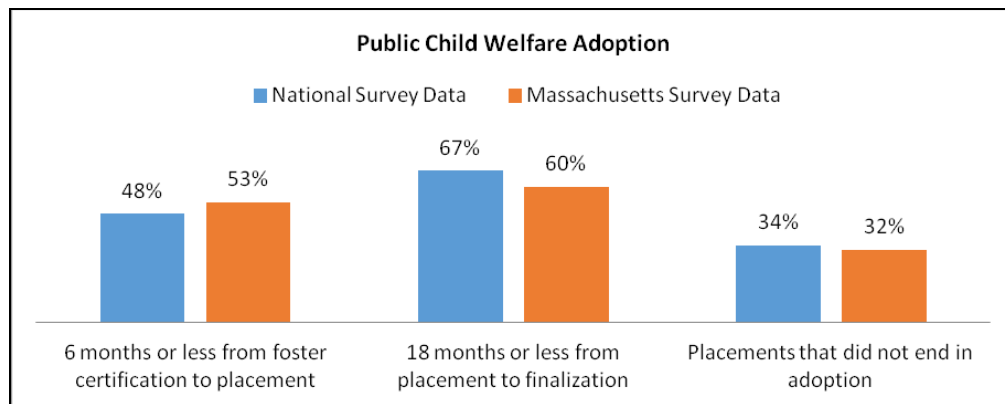 Public Child Welfare Adoption
National Survey Data Massachusetts Survey Data
48% 53% 67% 60% 34% 32%
6 months or less from foster
certification to placement
18 months or less from
placement to finalization
Placements that did not end in
adoption